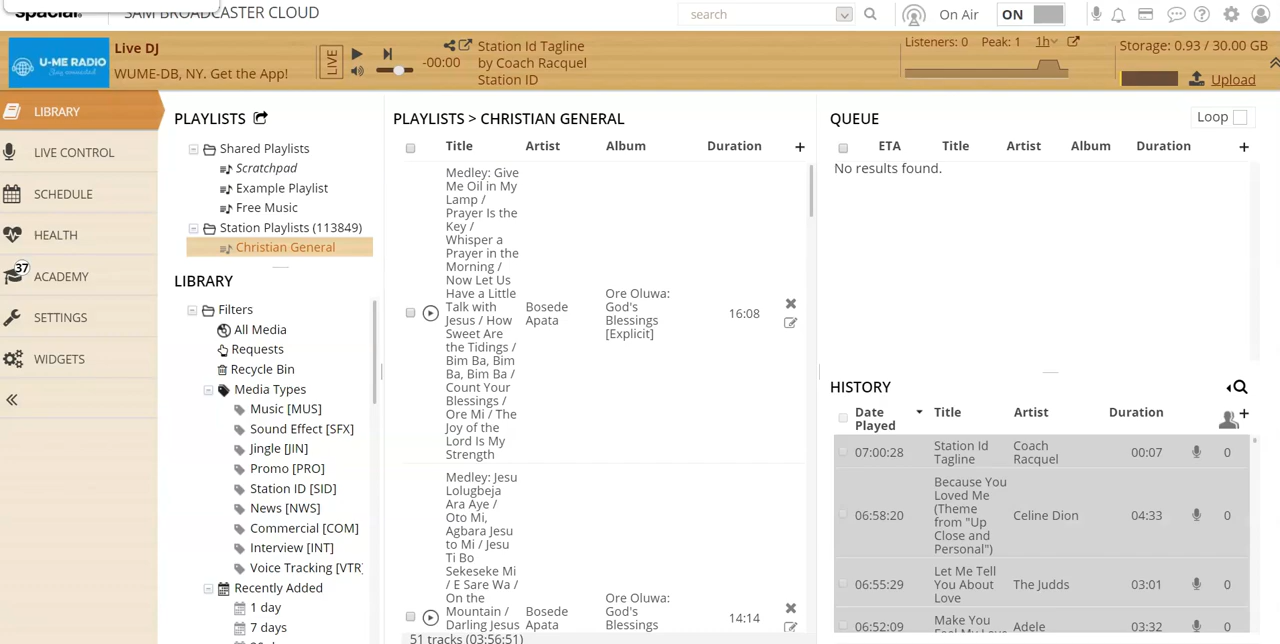 spacial
SAM BROADCASTER CLOUD
search
On Air
ON
U-ME RADIO
Stay connected
Live DJ
WUME-DB, NY. Get the App!
LIVE
-00:00
Station Id Tagline
by Coach Racquel
Station ID
Listeners: 0 Peak: 1 1h
Storage: 0.93 / 30.00 GB
Upload
LIBRARY
LIVE CONTROL
SCHEDULE
HEALTH
37
ACADEMY
SETTINGS
WIDGETS
PLAYLISTS
Shared Playlists
Scratchpad
Example Playlist
Free Music
Station Playlists (113849)
Christian General
LIBRARY
Filters
All Media
Requests
Recycle Bin
Media Types
Music [MUS]
Sound Effect [SFX]
Jingle [JIN]
Promo [PRO]
Station ID [SID]
News [NWS]
Commercial [COM]
Interview [INT]
Voice Tracking [VTR]
Recently Added
1 day
7 days
PLAYLISTS > CHRISTIAN GENERAL
Title Artist Album Duration +
Medley: Give
Me Oil in My
Lamp /
Prayer Is the
Key /
Whisper a
Prayer in the
Morning /
Now Let Us
Have a Little
Talk with
Jesus / How
Sweet Are
the Tidings /
Bim Ba, Bim
Ba, Bim Ba /
Count Your
Blessings /
Ore Mi / The
Joy of the
Lord Is My
Strength
Bosede
Apata
Ore Oluwa:
God's
Blessings
[Explicit]
16:08
Medley: Jesu
Lolugbeja
Ara Aye /
Oto Mi,
Agbara Jesu
to Mi / Jesu
Ti Bo
Sekeseke Mi
/ E Sare Wa /
On the
Mountain /
Darling Jesus
Bosede
Apata
Ore Oluwa:
God's
Blessings
14:14
51 tracks (03:56:51)
QUEUE
Loop
ETA Title Artist Album Duration +
No results found.
HISTORY
Date
Played
Title Artist Duration +
07:00:28
Station Id
Tagline
Coach
Racquel
00:07
0
06:58:20
Because You
Loved Me
(Theme
from "Up
Close and
Personal")
Celine Dion
04:33
0
06:55:29
Let Me Tell
You About
Love
The Judds
03:01
0
06:52:09
Make You
Feel My Love
Adele
03:32
0